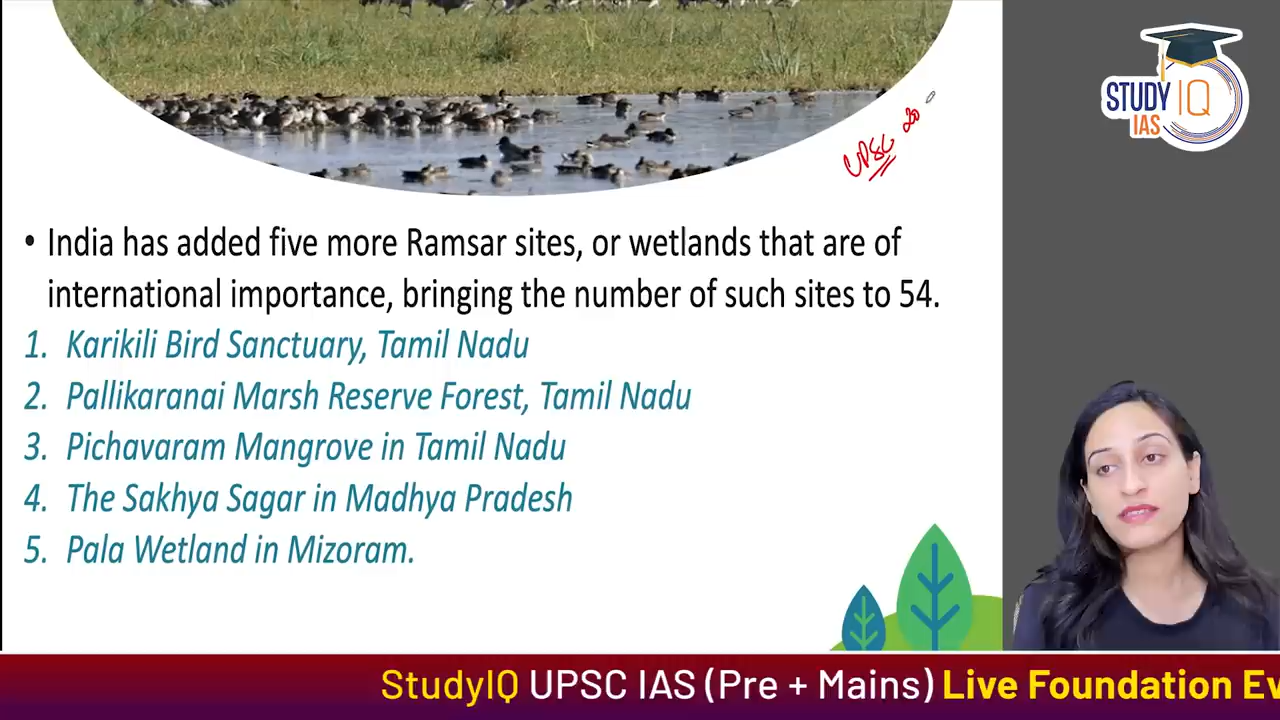 STUDY IQ
IAS
UPSC 20
• India has added five more Ramsar sites, or wetlands that are of
international importance, bringing the number of such sites to 54.
1. Karikili Bird Sanctuary, Tamil Nadu
2. Pallikaranai Marsh Reserve Forest, Tamil Nadu
3. Pichavaram Mangrove in Tamil Nadu
4. The Sakhya Sagar in Madhya Pradesh
5. Pala Wetland in Mizoram.
StudyIQ UPSC IAS (Pre + Mains) Live Foundation Ev